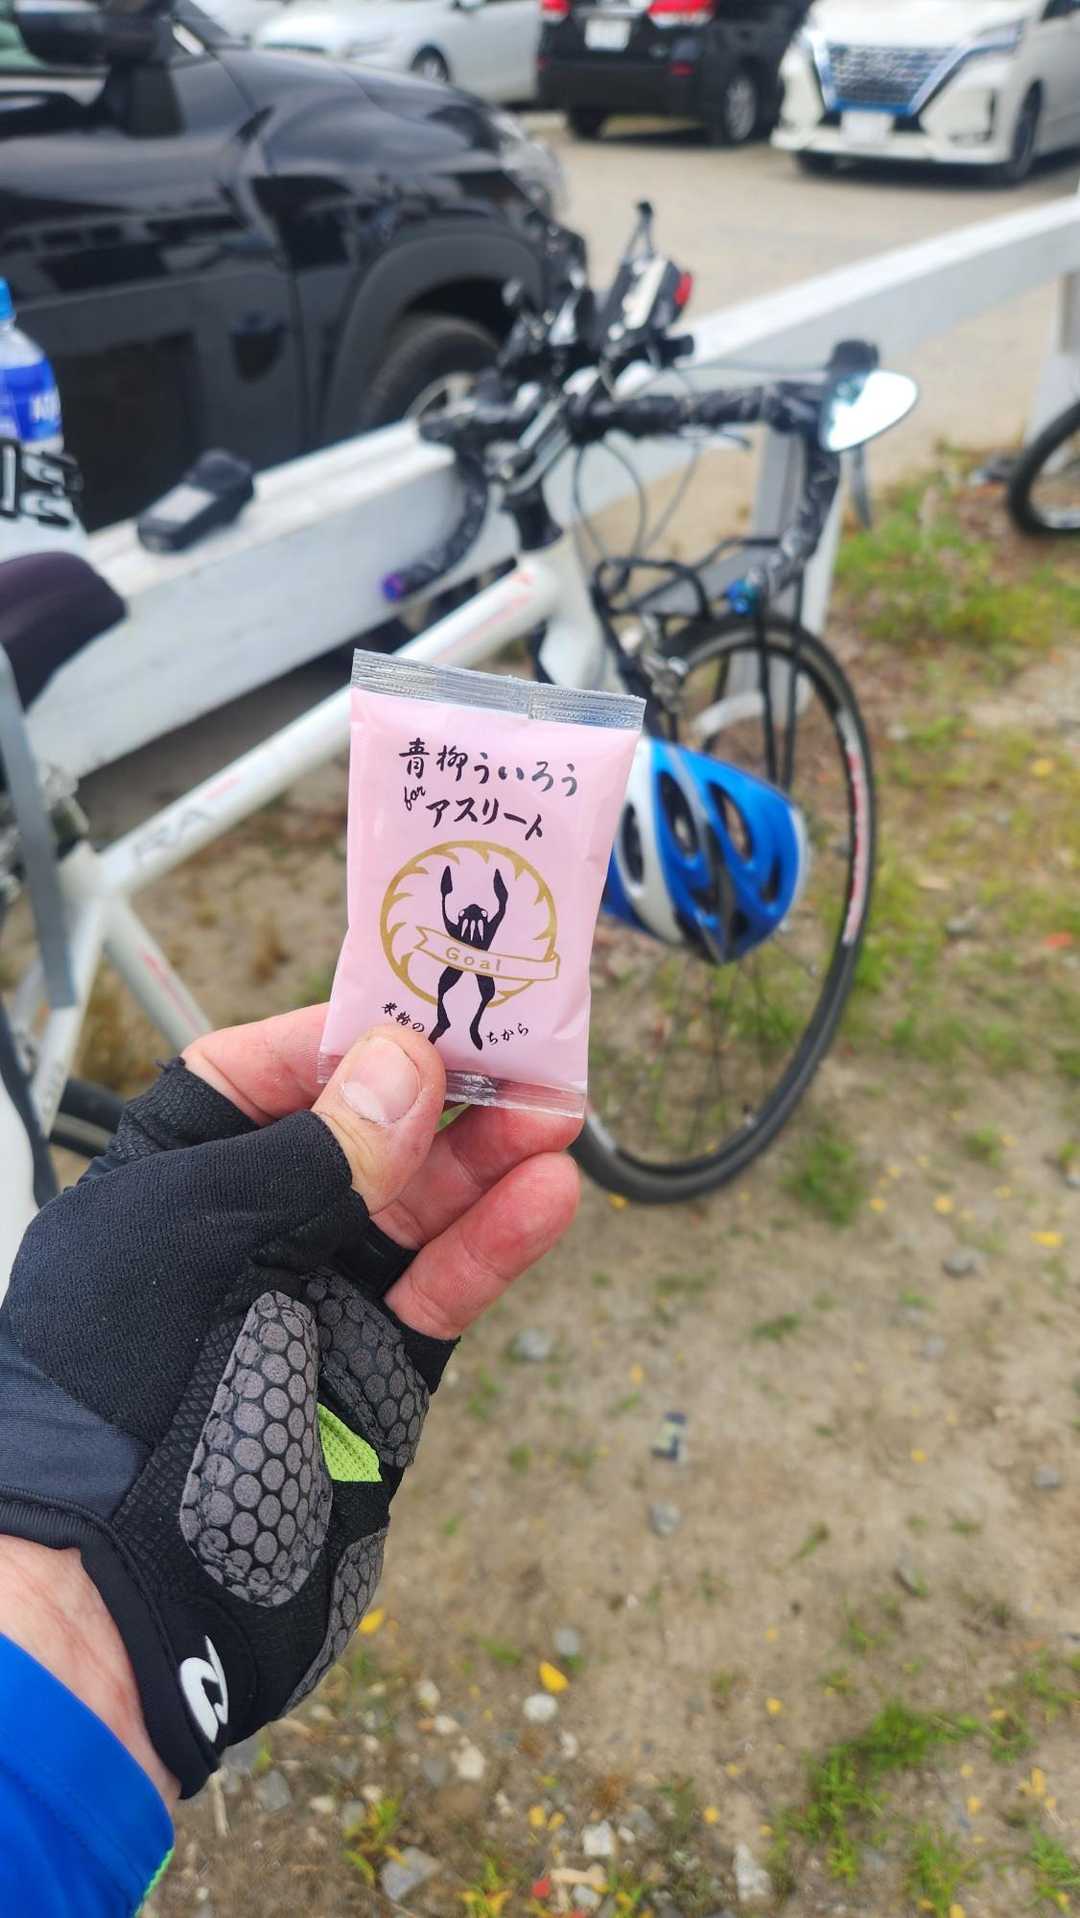 青柳ういろう
for
アスリート
Goal
米粉の
ちから